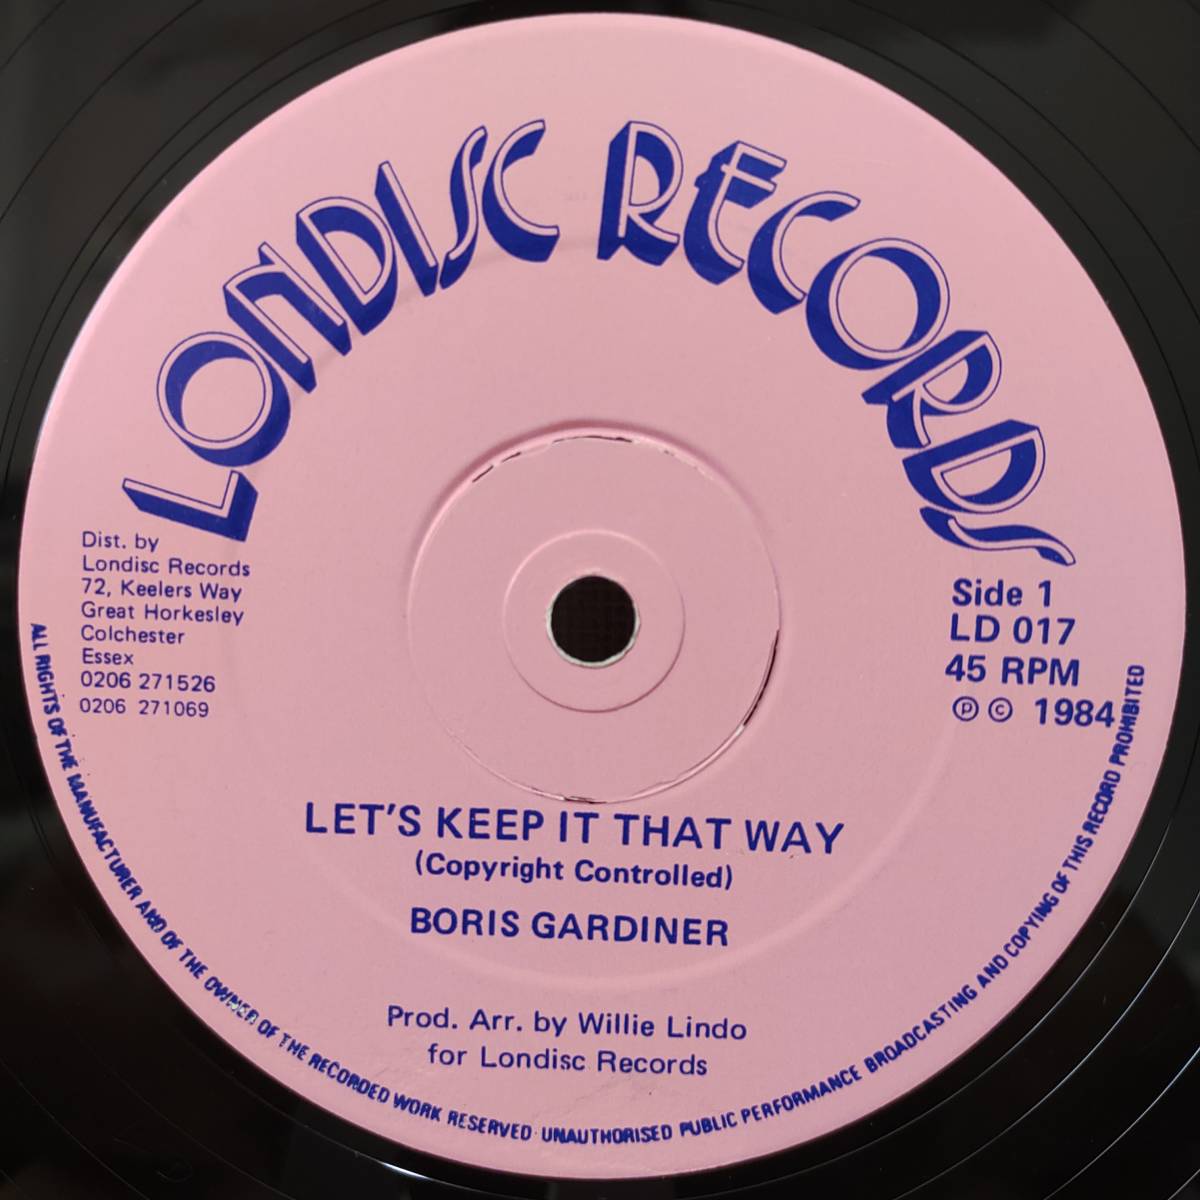 LONDISC RECORDS
Dist. by
Londisc Records
72, Keelers Way
Great Horkesley
Colchester
Essex
0206 271526
0206 271069
Side 1
LD 017
45 RPM
Ⓟ © 1984
LET'S KEEP IT THAT WAY
(Copyright Controlled)
BORIS GARDINER
Prod. Arr. by Willie Lindo
for Londisc Records
ALL RIGHTS OF THE MANUFACTURER AND OF THE OWNER OF THE RECORDED WORK RESERVED · UNAUTHORISED PUBLIC PERFORMANCE BROADCASTING AND COPYING OF THIS RECORD PROHIBITED